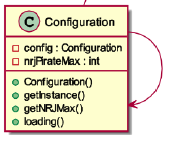 C Configuration
config : Configuration
nrjPirateMax : int
Configuration()
getInstance()
getNRJMax()
loading()